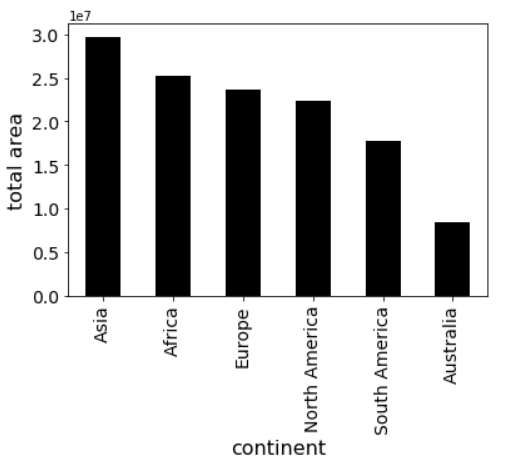 1e7
3.0
2.5
2.0
1.5
1.0
0.5
0.0
total area
Asia
Africa
Europe
North America
South America
Australia
continent